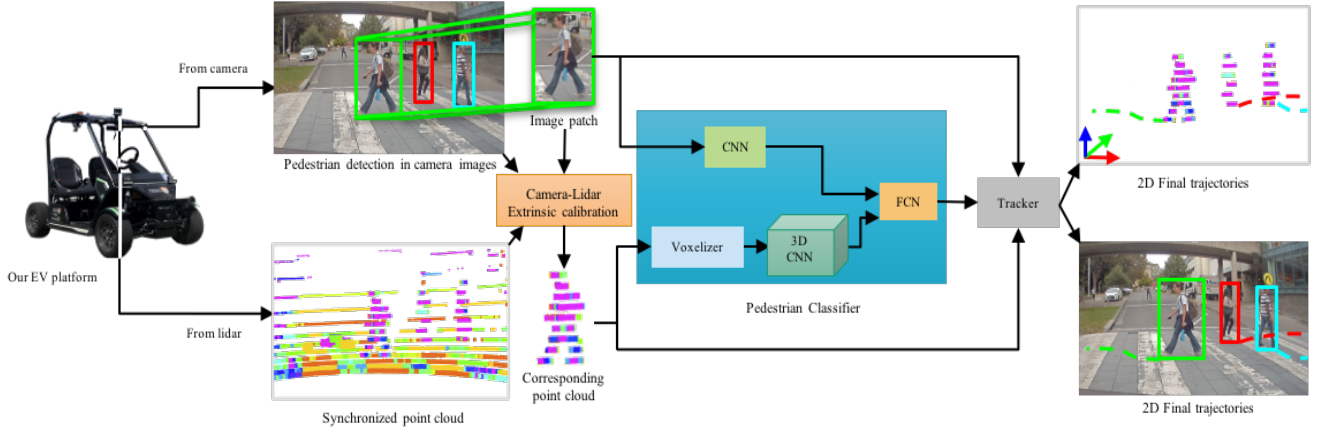 From camera
Our EV platform
From lidar
Pedestrian detection in camera images
Image patch
Camera-Lidar
Extrinsic calibration
Synchronized point cloud
Corresponding
point cloud
CNN
Voxelizer
3D
CNN
FCN
Pedestrian Classifier
Tracker
2D Final trajectories
2D Final trajectories